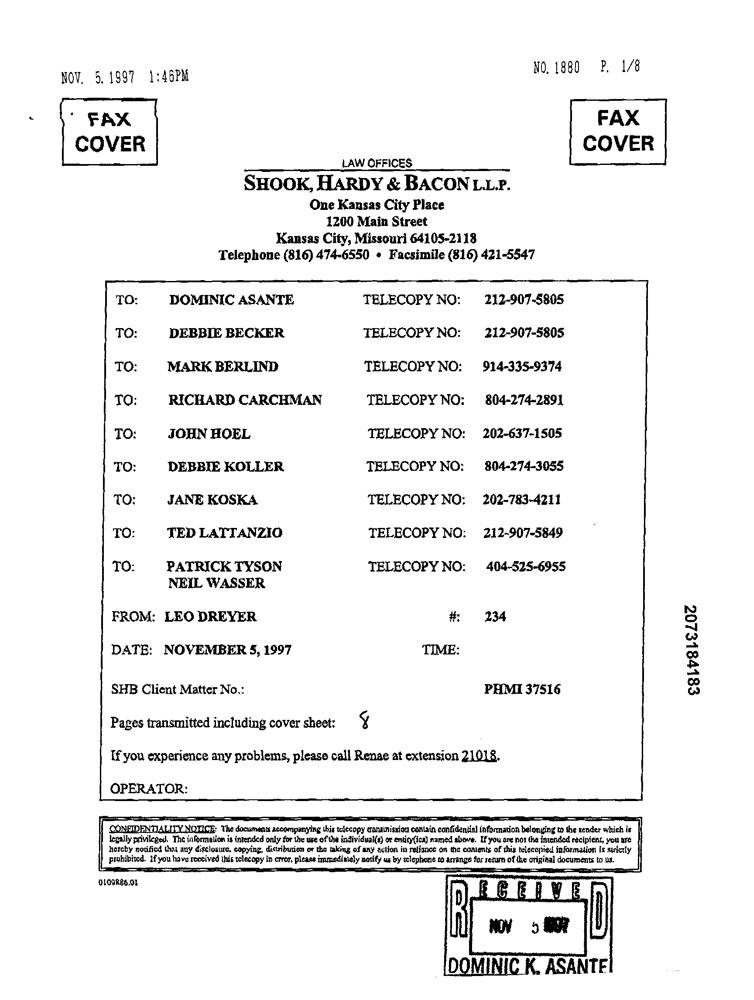 NOV. 5.1997 1:46PM NO.1880 P. 1/8
FAX
COVER
FAX
COVER
LAW OFFICES
SHOOK, HARDY & BACON L.L.P.
One Kansas City Place
1200 Main Street
Kansas City, Missouri 64105-2118
Telephone (816) 474-6550 • Facsimile (816) 421-5547
TO: DOMINIC ASANTE TELECOPY NO: 212-907-5805
TO: DEBBIE BECKER TELECOPY NO: 212-907-5805
TO: MARK BERLIND TELECOPY NO: 914-335-9374
TO: RICHARD CARCHMAN TELECOPY NO: 804-274-2891
TO: JOHN HOEL TELECOPY NO: 202-637-1505
TO: DEBBIE KOLLER TELECOPY NO: 804-274-3055
TO: JANE KOSKA TELECOPY NO: 202-783-4211
TO: TED LATTANZIO TELECOPY NO: 212-907-5849
TO: PATRICK TYSON TELECOPY NO: 404-525-6955
NEIL WASSER
FROM: LEO DREYER #: 234
DATE: NOVEMBER 5, 1997 TIME:
SHB Client Matter No.: PHMI 37516
Pages transmitted including cover sheet: 8
If you experience any problems, please call Renae at extension 21018.
OPERATOR:
2073184183
CONFIDENTIALITY NOTICE: The documents accompanying this telecopy transmission contain confidential information belonging to the sender which is
legally privileged. The information is intended only for the use of the individual(s) or entity(ies) named above. If you are not the intended recipient, you are
hereby notified that any disclosure, copying, distribution or the taking of any action in reliance on the contents of this telecopied information is strictly
prohibited. If you have received this telecopy in error, please immediately notify us by telephone to arrange for return of the original documents to us.
0109886.01
RECEIVED
NOV 5 1997
DOMINIC K. ASANTE